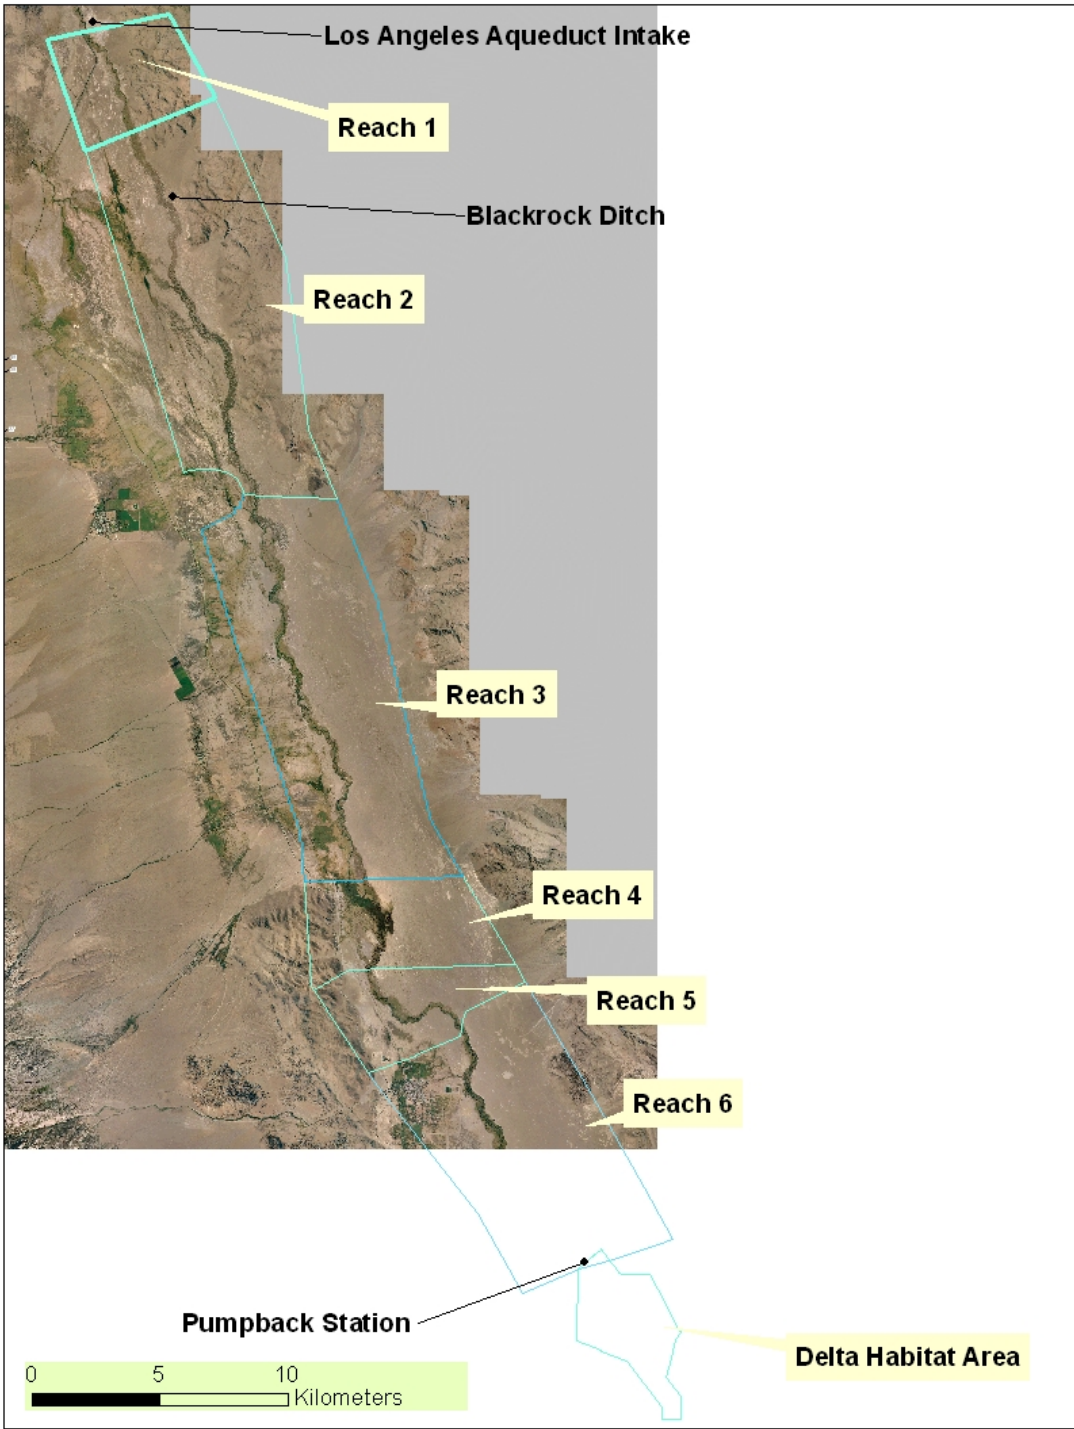 Los Angeles Aqueduct Intake
Reach 1
Blackrock Ditch
Reach 2
Reach 3
Reach 4
Reach 5
Reach 6
Pumpback Station
Delta Habitat Area
0 5 10
Kilometers